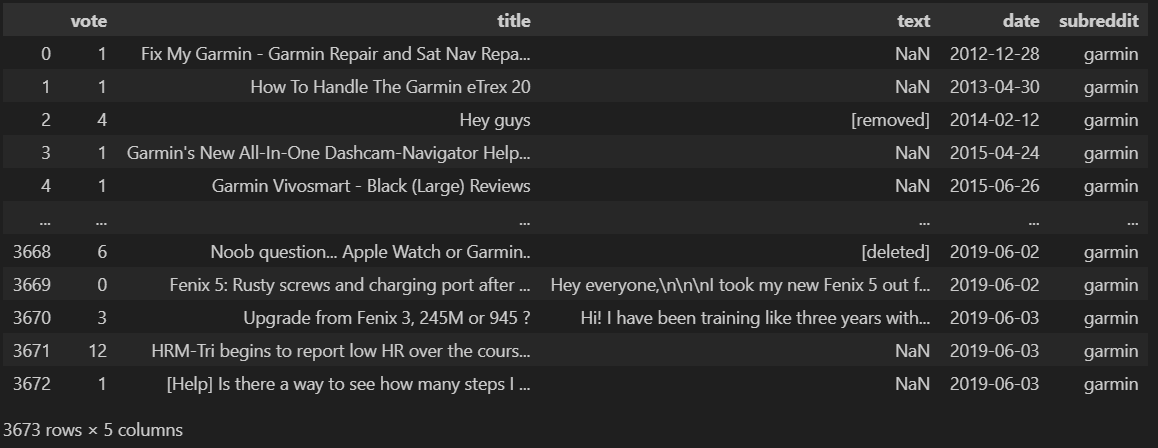 vote title text date subreddit
0 1 Fix My Garmin - Garmin Repair and Sat Nav Repa... NaN 2012-12-28 garmin
1 1 How To Handle The Garmin eTrex 20 NaN 2013-04-30 garmin
2 4 Hey guys [removed] 2014-02-12 garmin
3 1 Garmin's New All-In-One Dashcam-Navigator Help... NaN 2015-04-24 garmin
4 1 Garmin Vivosmart - Black (Large) Reviews NaN 2015-06-26 garmin
... ... ... ... ... ...
3668 6 Noob question... Apple Watch or Garmin.. [deleted] 2019-06-02 garmin
3669 0 Fenix 5: Rusty screws and charging port after ... Hey everyone,\n\n\nI took my new Fenix 5 out f... 2019-06-02 garmin
3670 3 Upgrade from Fenix 3, 245M or 945 ? Hi! I have been training like three years with... 2019-06-03 garmin
3671 12 HRM-Tri begins to report low HR over the cours... NaN 2019-06-03 garmin
3672 1 [Help] Is there a way to see how many steps I ... NaN 2019-06-03 garmin
3673 rows × 5 columns